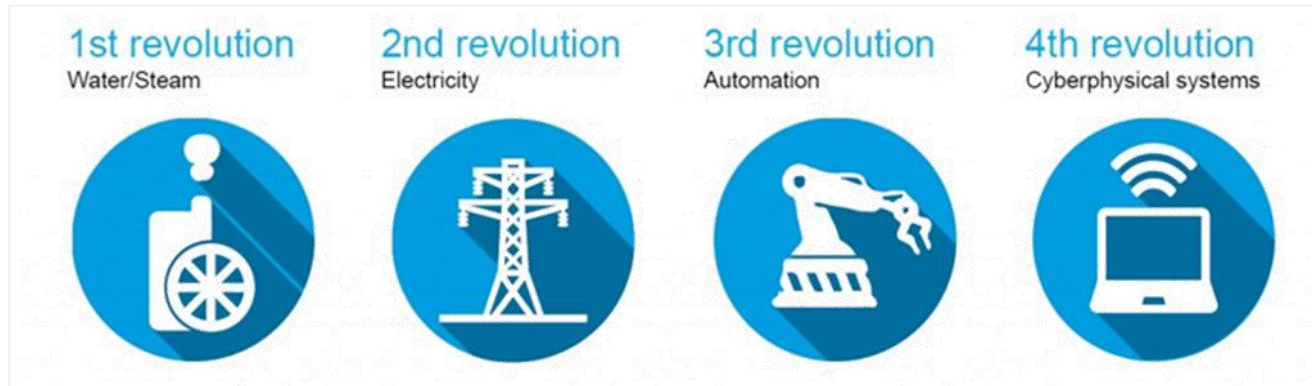 1st revolution
Water/Steam
2nd revolution
Electricity
3rd revolution
Automation
4th revolution
Cyberphysical systems